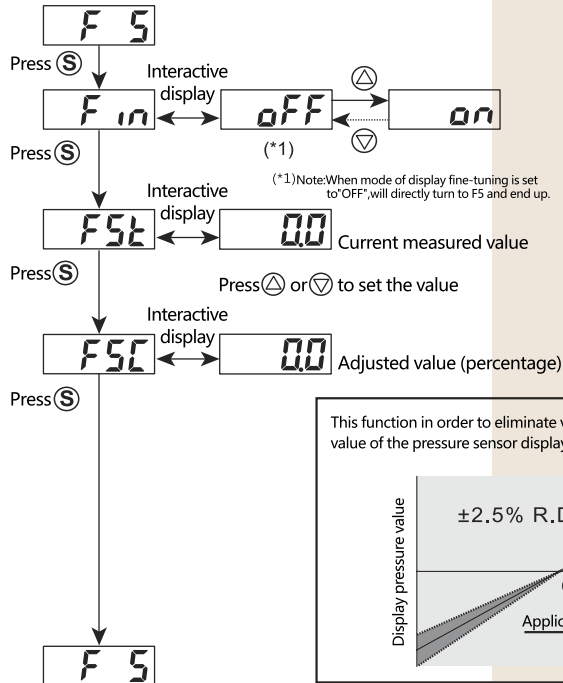 F 5
Press Ⓢ
Interactive display
F in
oFF
on
(*1)
Press Ⓢ
(*1)Note:When mode of display fine-tuning is set
to"OFF",will directly turn to F5 and end up.
Interactive display
FSt
0.0
Current measured value
Press Ⓢ
Press△ or▽ to set the value
Interactive display
FSC
0.0
Adjusted value (percentage)
Press Ⓢ
This function in order to eliminate
value of the pressure sensor display
±2.5% R.D
Display pressure value
Applic
F 5